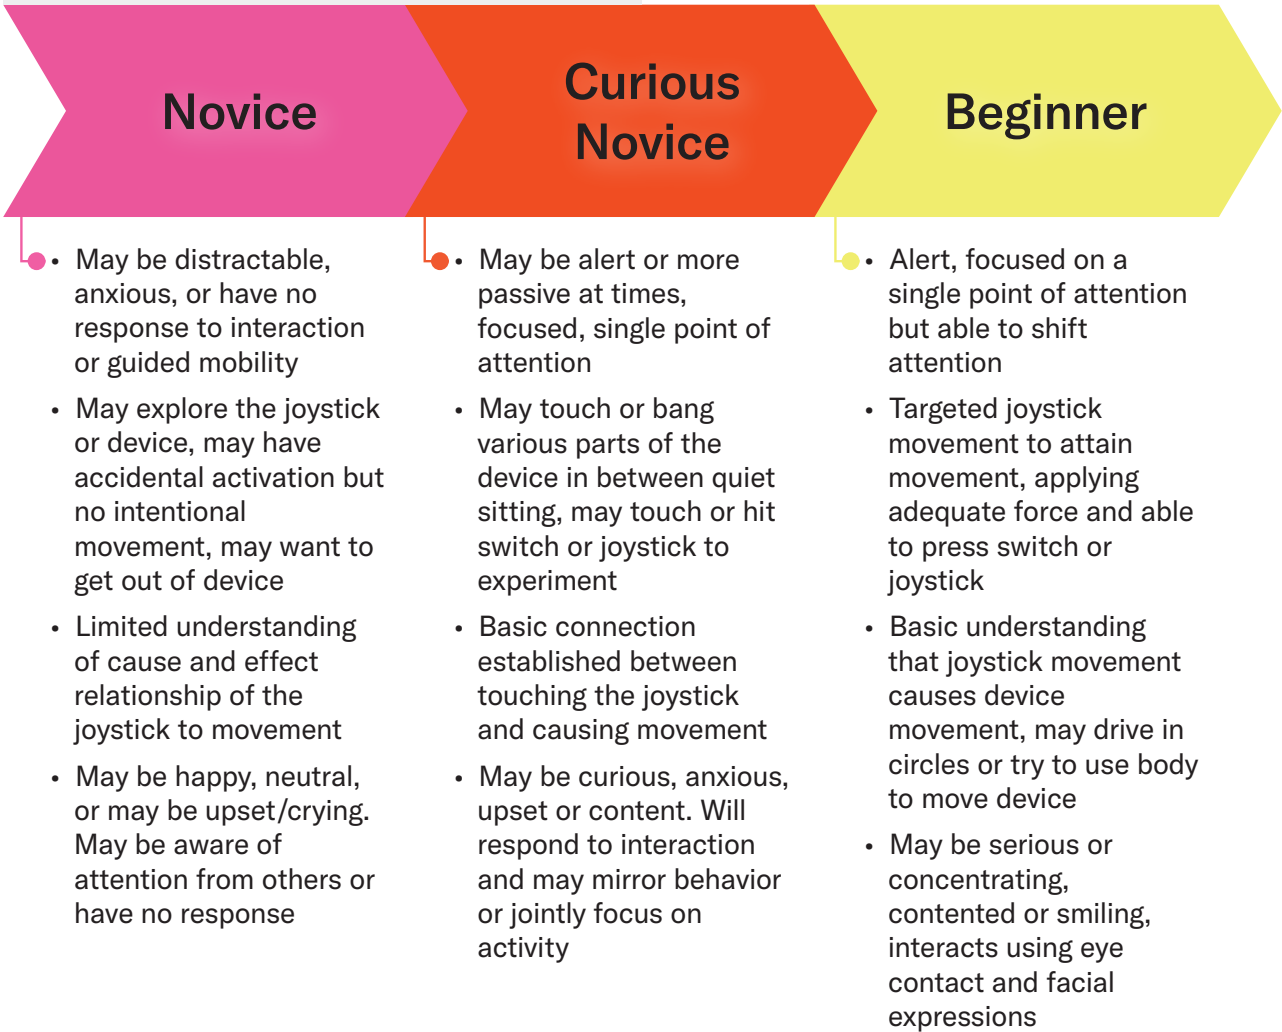 Novice
Curious
Novice
Beginner
• May be distractable,
anxious, or have no
response to interaction
or guided mobility
• May explore the joystick
or device, may have
accidental activation but
no intentional
movement, may want to
get out of device
• Limited understanding
of cause and effect
relationship of the
joystick to movement
• May be happy, neutral,
or may be upset/crying.
May be aware of
attention from others or
have no response
• May be alert or more
passive at times,
focused, single point of
attention
• May touch or bang
various parts of the
device in between quiet
sitting, may touch or hit
switch or joystick to
experiment
• Basic connection
established between
touching the joystick
and causing movement
• May be curious, anxious,
upset or content. Will
respond to interaction
and may mirror behavior
or jointly focus on
activity
• Alert, focused on a
single point of attention
but able to shift
attention
• Targeted joystick
movement to attain
movement, applying
adequate force and able
to press switch or
joystick
• Basic understanding
that joystick movement
causes device
movement, may drive in
circles or try to use body
to move device
• May be serious or
concentrating,
contented or smiling,
interacts using eye
contact and facial
expressions